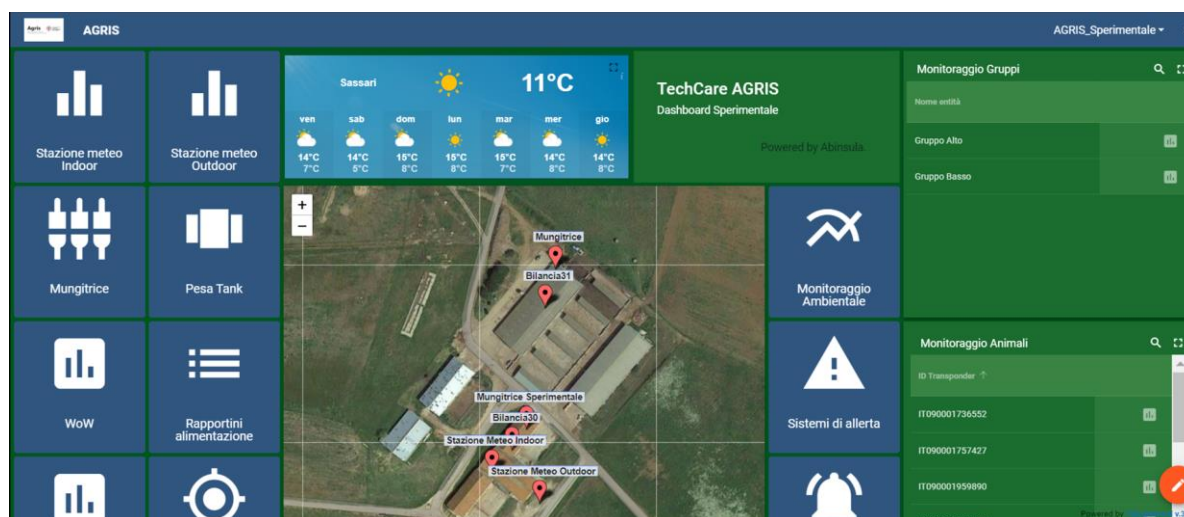 Agris
AGRIS
AGRIS_Sperimentale
Stazione meteo
Indoor
Stazione meteo
Outdoor
Sassari
11°C
ven sab dom lun mar mer gio
14°C 14°C 15°C 15°C 15°C 14°C 14°C
7°C 5°C 8°C 8°C 7°C 8°C 8°C
TechCare AGRIS
Dashboard Sperimentale
Powered by Abinsula.
Monitoraggio Gruppi
Nome entità
Gruppo Alto
Gruppo Basso
Mungitrice
Pesa Tank
+
−
Mungitrice
Bilancia31
Mungitrice Sperimentale
Bilancia30
Stazione Meteo Indoor
Stazione Meteo Outdoor
Monitoraggio
Ambientale
WoW
Rapportini
alimentazione
Sistemi di allerta
Monitoraggio Animali
ID Transponder ↑
IT090001736552
IT090001757427
IT090001959890
Powered by